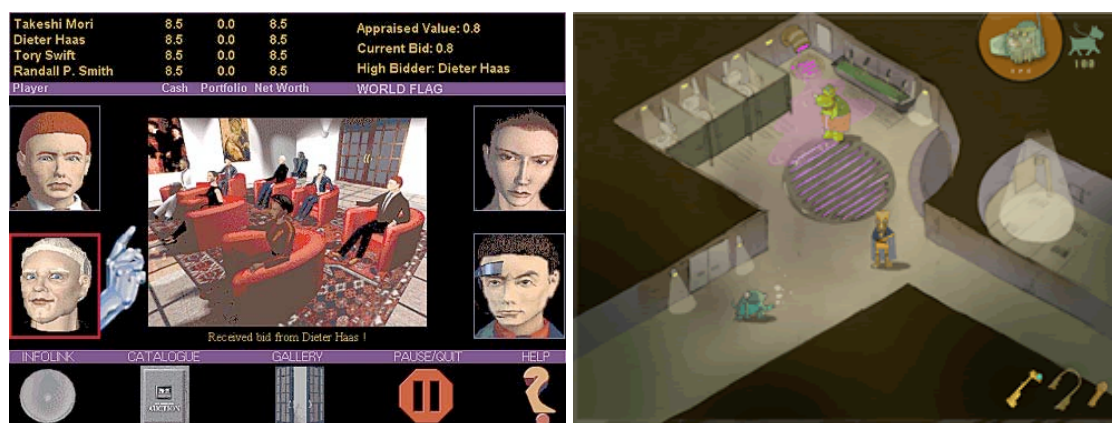 Takeshi Mori 8.5 0.0 8.5
Dieter Haas 8.5 0.0 8.5
Tory Swift 8.5 0.0 8.5
Randall P. Smith 8.5 0.0 8.5
Appraised Value: 0.8
Current Bid: 0.8
High Bidder: Dieter Haas
Player Cash Portfolio Net Worth WORLD FLAG
Received bid from Dieter Haas !
INFOLINK CATALOGUE GALLERY PAUSE/QUIT HELP
AUCTION
100